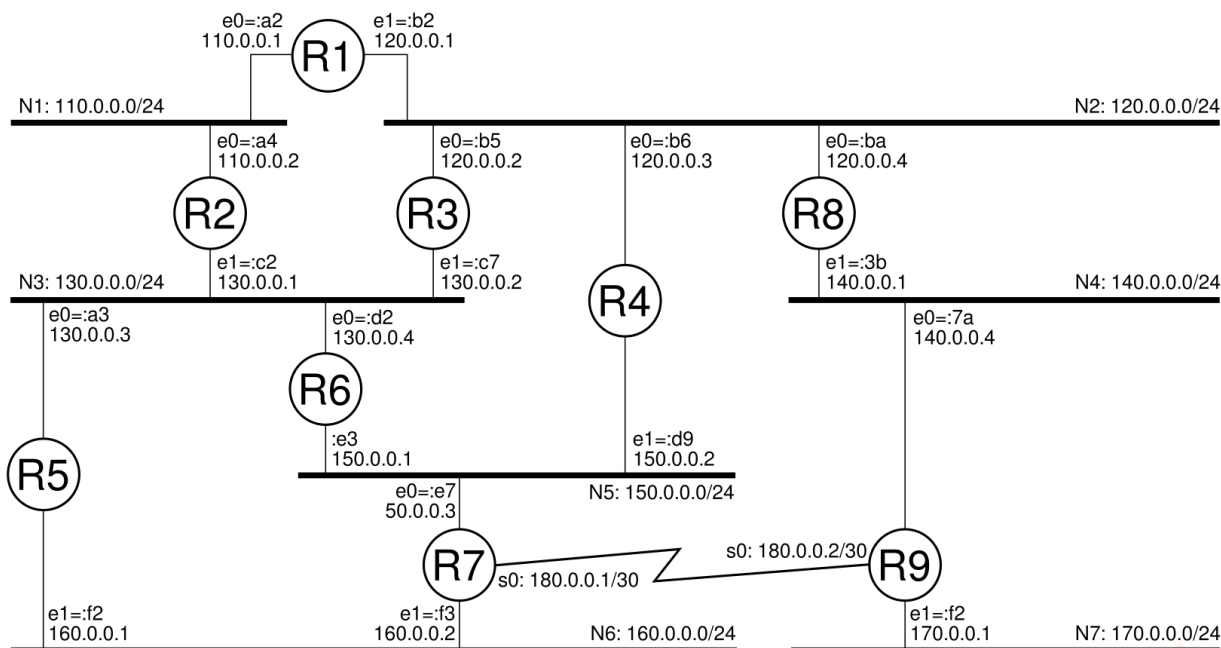 e0=:a2
110.0.0.1
R1
e1=:b2
120.0.0.1
N1: 110.0.0.0/24
N2: 120.0.0.0/24
e0=:a4
110.0.0.2
e0=:b5
120.0.0.2
e0=:b6
120.0.0.3
e0=:ba
120.0.0.4
R2
R3
R8
e1=:c2
130.0.0.1
e1=:c7
130.0.0.2
e1=:3b
140.0.0.1
N3: 130.0.0.0/24
N4: 140.0.0.0/24
R4
e0=:a3
130.0.0.3
e0=:d2
130.0.0.4
e0=:7a
140.0.0.4
R6
:e3
150.0.0.1
e1=:d9
150.0.0.2
R5
e0=:e7
50.0.0.3
N5: 150.0.0.0/24
R7
s0: 180.0.0.1/30
s0: 180.0.0.2/30
R9
e1=:f2
160.0.0.1
e1=:f3
160.0.0.2
N6: 160.0.0.0/24
e1=:f2
170.0.0.1
N7: 170.0.0.0/24